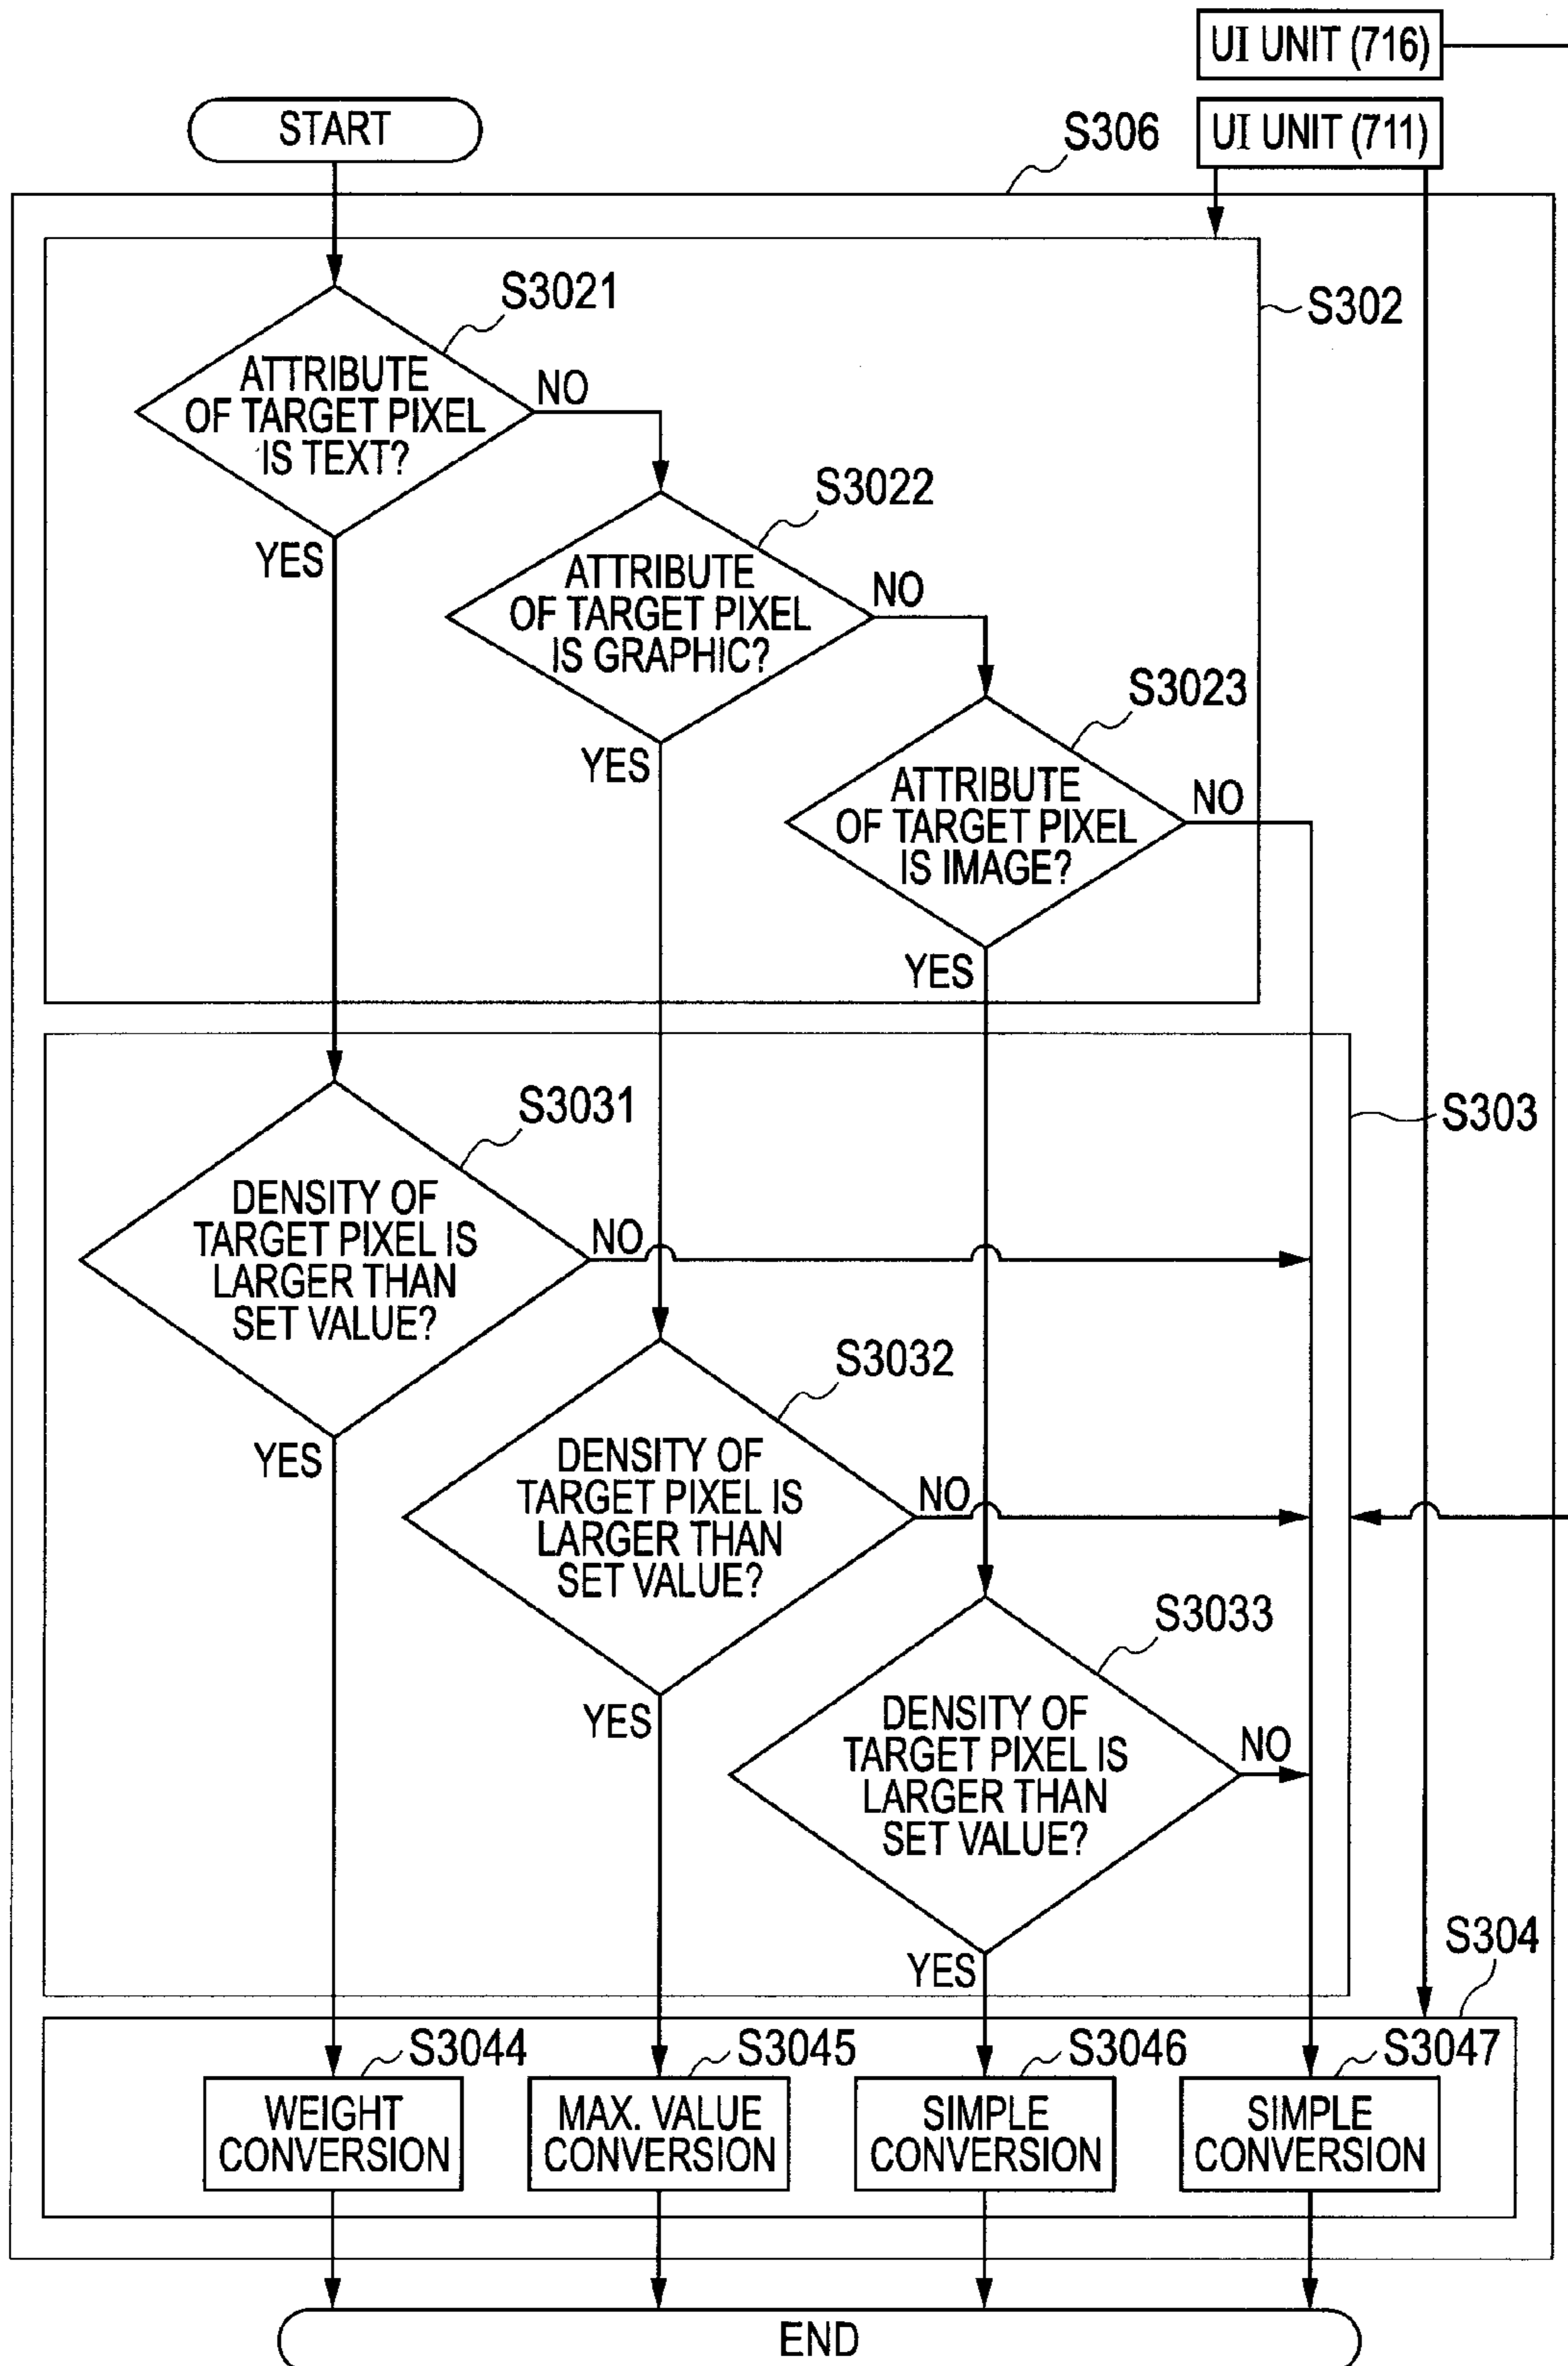 UI UNIT (716)
START
S306
UI UNIT (711)
S3021
S302
ATTRIBUTE
OF TARGET PIXEL
IS TEXT?
NO
YES
S3022
ATTRIBUTE
OF TARGET PIXEL
IS GRAPHIC?
NO
YES
S3023
ATTRIBUTE
OF TARGET PIXEL
IS IMAGE?
NO
YES
S3031
S303
DENSITY OF
TARGET PIXEL IS
LARGER THAN
SET VALUE?
NO
YES
S3032
DENSITY OF
TARGET PIXEL IS
LARGER THAN
SET VALUE?
NO
YES
S3033
DENSITY OF
TARGET PIXEL IS
LARGER THAN
SET VALUE?
NO
YES
S304
S3044
S3045
S3046
S3047
WEIGHT
CONVERSION
MAX. VALUE
CONVERSION
SIMPLE
CONVERSION
SIMPLE
CONVERSION
END